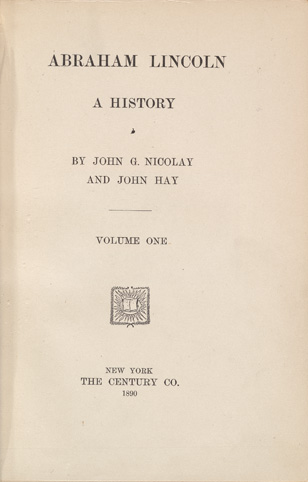 ABRAHAM LINCOLN
A HISTORY
BY JOHN G. NICOLAY
AND JOHN HAY
VOLUME ONE
NEW YORK
THE CENTURY CO.
1890